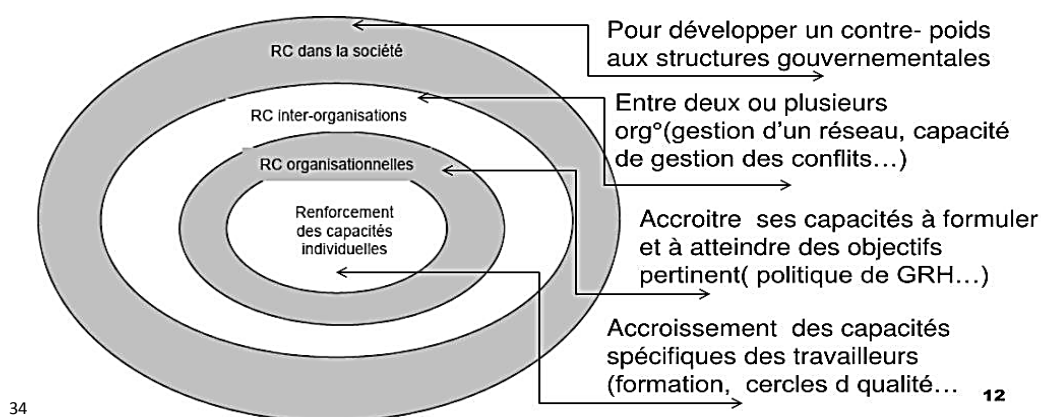 RC dans la société
RC inter-organisations
RC organisationnelles
Renforcement
des capacités
individuelles
Pour développer un contre- poids
aux structures gouvernementales
Entre deux ou plusieurs
org°(gestion d'un réseau, capacité
de gestion des conflits...)
Accroitre ses capacités à formuler
et à atteindre des objectifs
pertinent( politique de GRH...)
Accroissement des capacités
spécifiques des travailleurs
(formation, cercles d qualité...
12
34